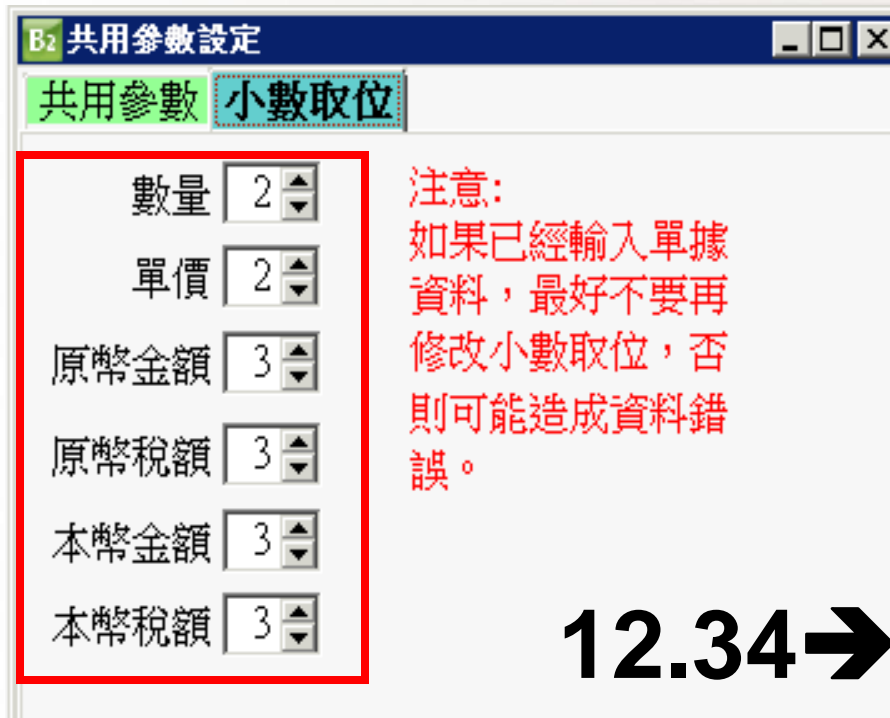 B2 共用參數設定
共用參數 小數取位
數量 2
單價 2
原幣金額 3
原幣稅額 3
本幣金額 3
本幣稅額 3
注意:
如果已經輸入單據
資料，最好不要再
修改小數取位，否
則可能造成資料錯
誤。
12.34➔